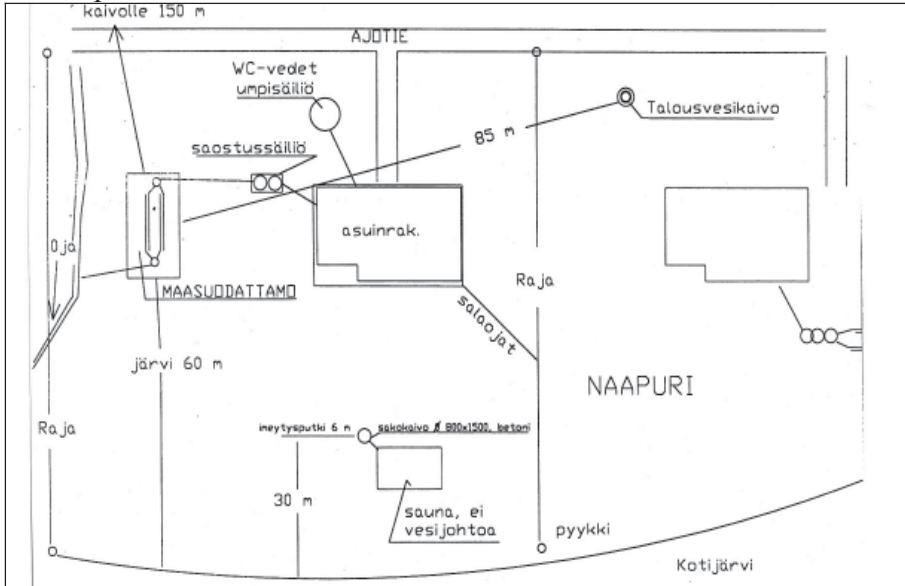 kaivolle 150 m
AJOTIE
WC-vedet
umpisäiliö
Talousvesikaivo
85 m
saostussäiliö
asuinrak.
Oja
MAASUODATTAMO
Raja
salaojat
järvi 60 m
NAAPURI
Raja
imeytysputki 6 m
sakokaivo Ø 800x1500, betoni
30 m
sauna, ei
vesijohtoa
pyykki
Kotijärvi